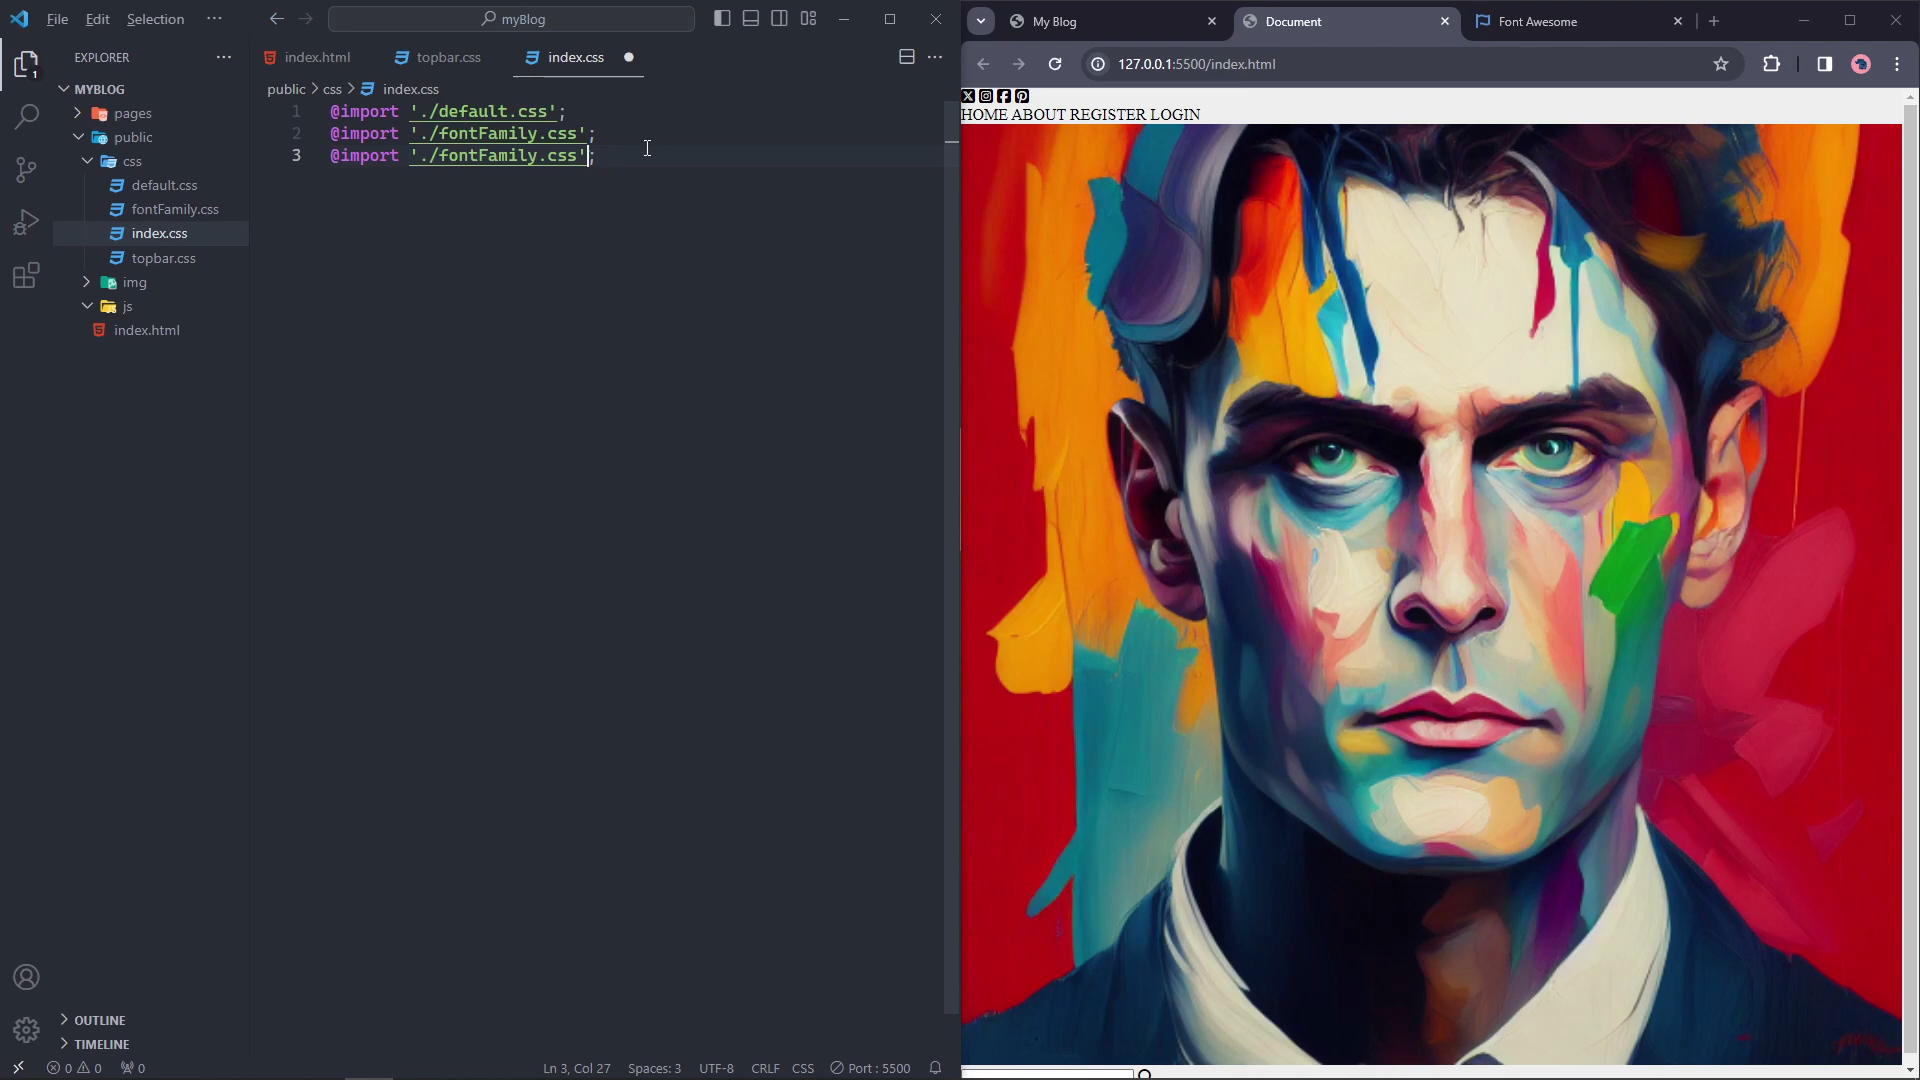 File Edit Selection ··· myBlog
My Blog Document Font Awesome
127.0.0.1:5500/index.html
EXPLORER
MYBLOG
pages
public
css
default.css
fontFamily.css
index.css
topbar.css
img
js
index.html
OUTLINE
TIMELINE
index.html topbar.css index.css
public > css > index.css
1 @import './default.css';
2 @import './fontFamily.css';
3 @import './fontFamily.css';
HOME ABOUT REGISTER LOGIN
1
0 0 0 Ln 3, Col 27 Spaces: 3 UTF-8 CRLF CSS Port : 5500